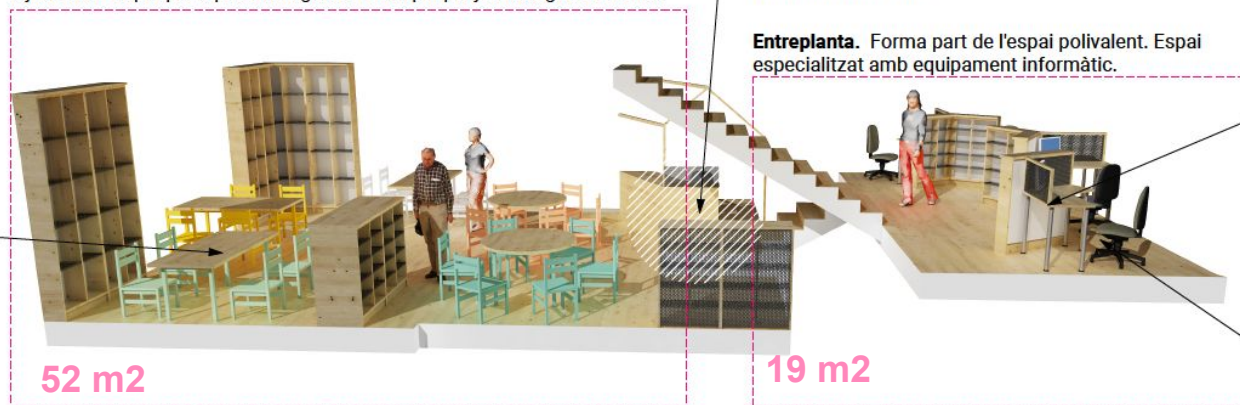 Entreplanta. Forma part de l'espai polivalent. Espai
especialitzat amb equipament informàtic.
52 m2
19 m2